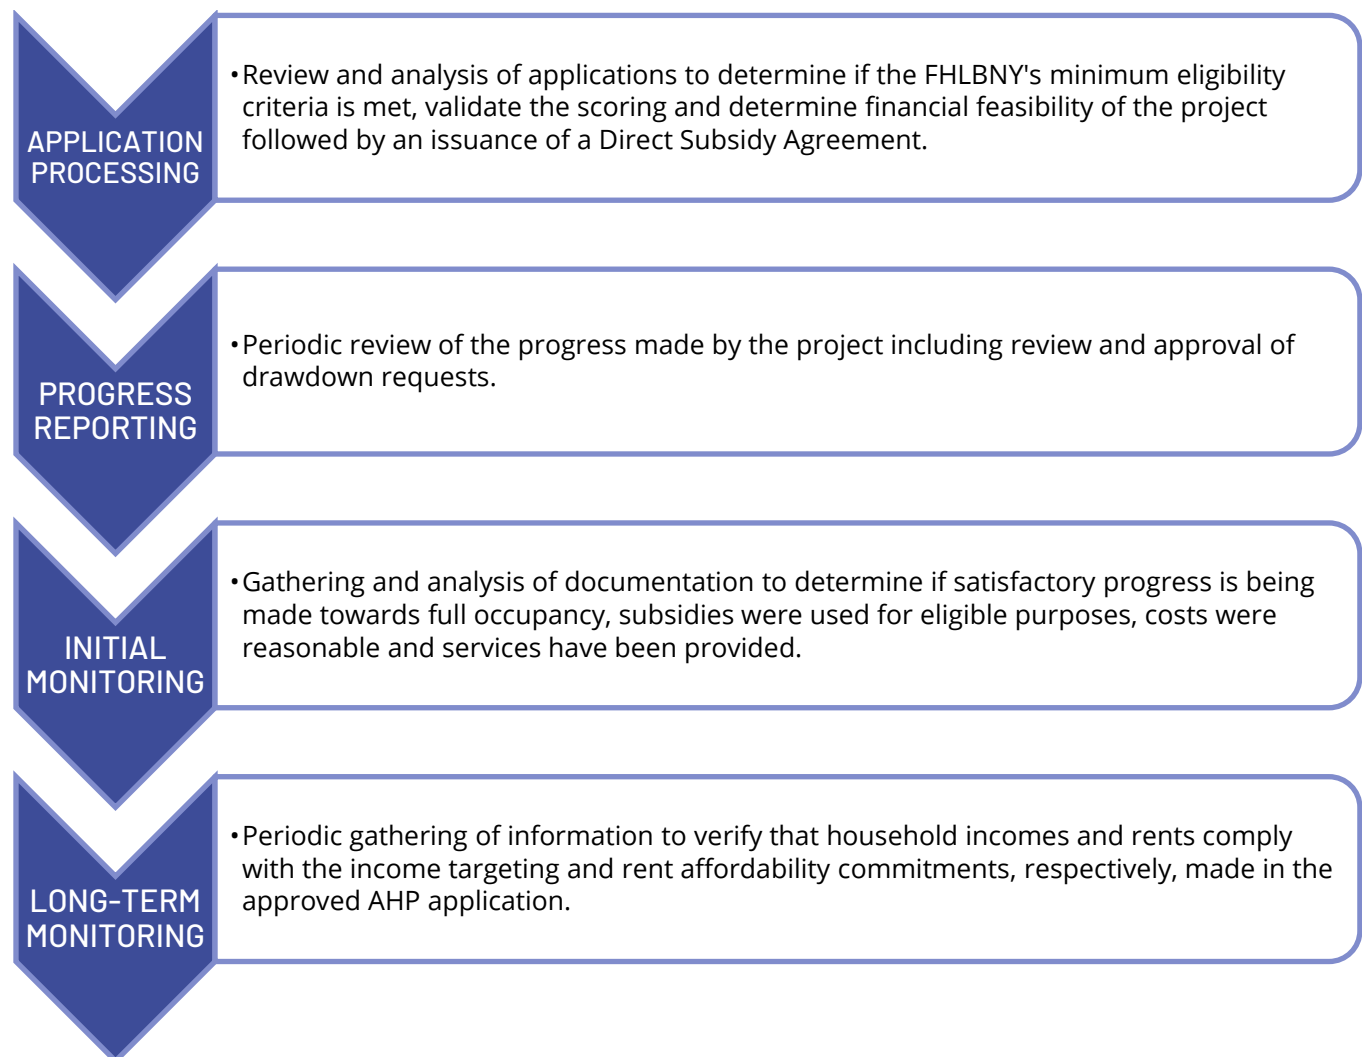 APPLICATION
PROCESSING
•Review and analysis of applications to determine if the FHLBNY's minimum eligibility
criteria is met, validate the scoring and determine financial feasibility of the project
followed by an issuance of a Direct Subsidy Agreement.
PROGRESS
REPORTING
•Periodic review of the progress made by the project including review and approval of
drawdown requests.
INITIAL
MONITORING
•Gathering and analysis of documentation to determine if satisfactory progress is being
made towards full occupancy, subsidies were used for eligible purposes, costs were
reasonable and services have been provided.
LONG-TERM
MONITORING
•Periodic gathering of information to verify that household incomes and rents comply
with the income targeting and rent affordability commitments, respectively, made in the
approved AHP application.